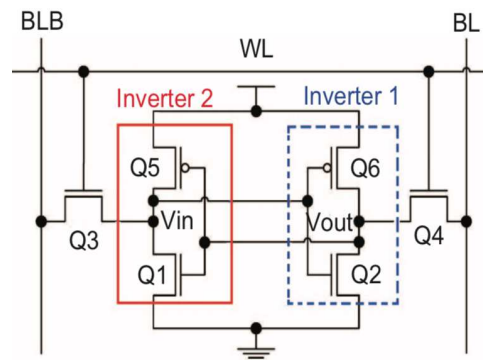 BLB
BL
WL
Inverter 2
Inverter 1
Q5
Q6
Vin
Vout
Q3
Q4
Q1
Q2